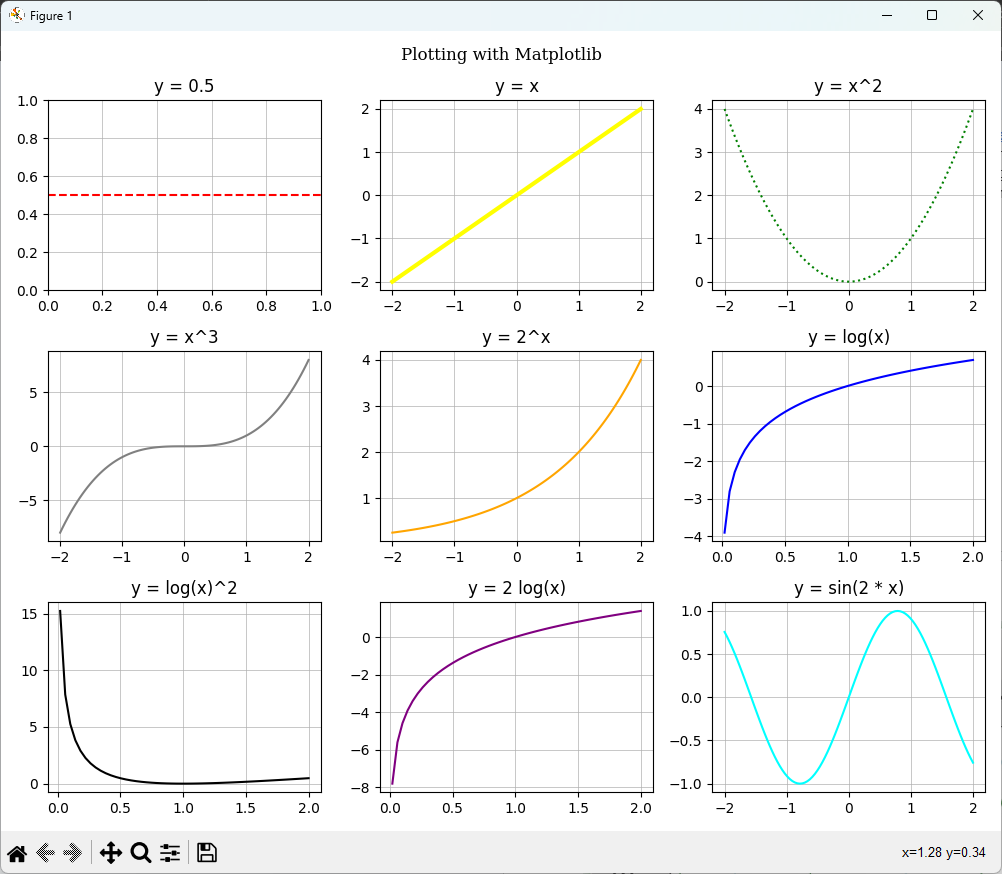 Figure 1
Plotting with Matplotlib
y = 0.5
1.0
0.8
0.6
0.4
0.2
0.0
0.0 0.2 0.4 0.6 0.8 1.0
y = x
2
1
0
−1
−2
−2 −1 0 1 2
y = x^2
4
3
2
1
0
−2 −1 0 1 2
y = x^3
5
0
−5
−2 −1 0 1 2
y = 2^x
4
3
2
1
−2 −1 0 1 2
y = log(x)
0
−1
−2
−3
−4
0.0 0.5 1.0 1.5 2.0
y = log(x)^2
15
10
5
0
0.0 0.5 1.0 1.5 2.0
y = 2 log(x)
0
−2
−4
−6
−8
0.0 0.5 1.0 1.5 2.0
y = sin(2 * x)
1.0
0.5
0.0
−0.5
−1.0
−2 −1 0 1 2
x=1.28 y=0.34